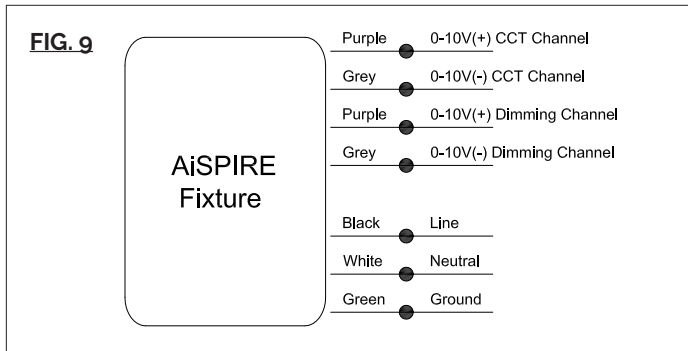 FIG. 9
AiSPIRE
Fixture
Purple 0-10V(+) CCT Channel
Grey 0-10V(-) CCT Channel
Purple 0-10V(+) Dimming Channel
Grey 0-10V(-) Dimming Channel
Black Line
White Neutral
Green Ground